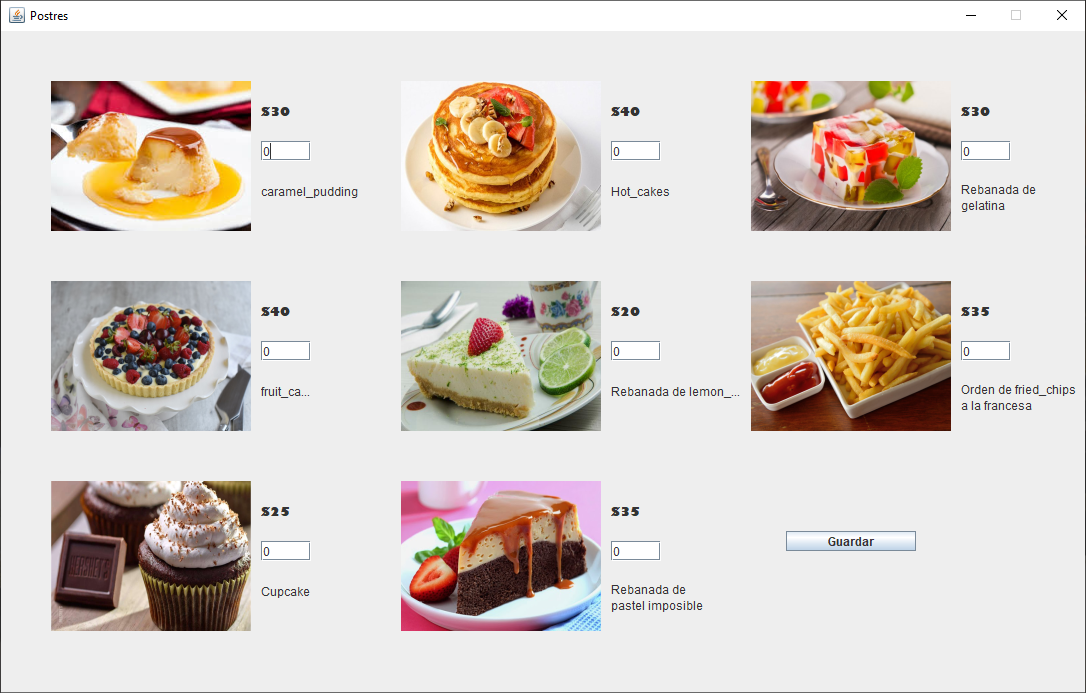 Postres
$30
0
caramel_pudding
$40
0
Hot_cakes
$30
0
Rebanada de
gelatina
$40
0
fruit_ca...
$20
0
Rebanada de lemon_...
$35
0
Orden de fried_chips
a la francesa
$25
0
Cupcake
HERSHEY'S
$35
0
Rebanada de
pastel imposible
Guardar